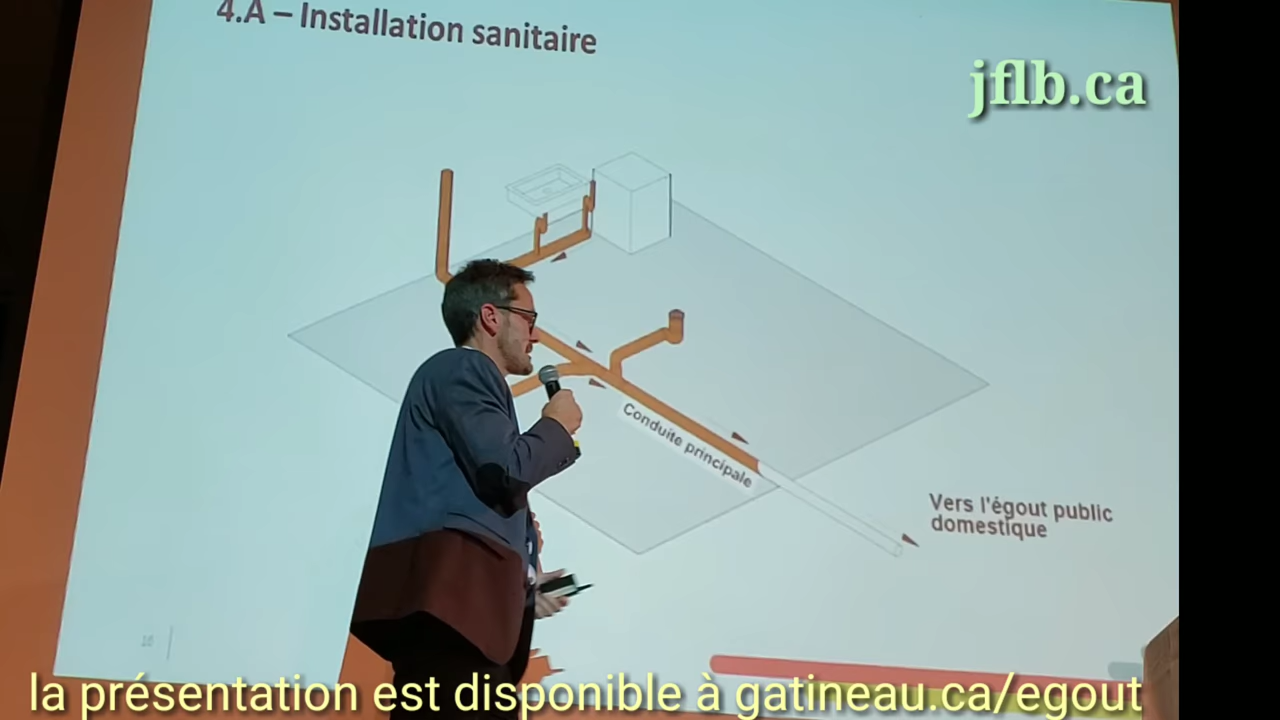 4.A – Installation sanitaire
jflb.ca
Conduite principale
Vers l'égout public
domestique
la présentation est disponible à gatineau.ca/egout